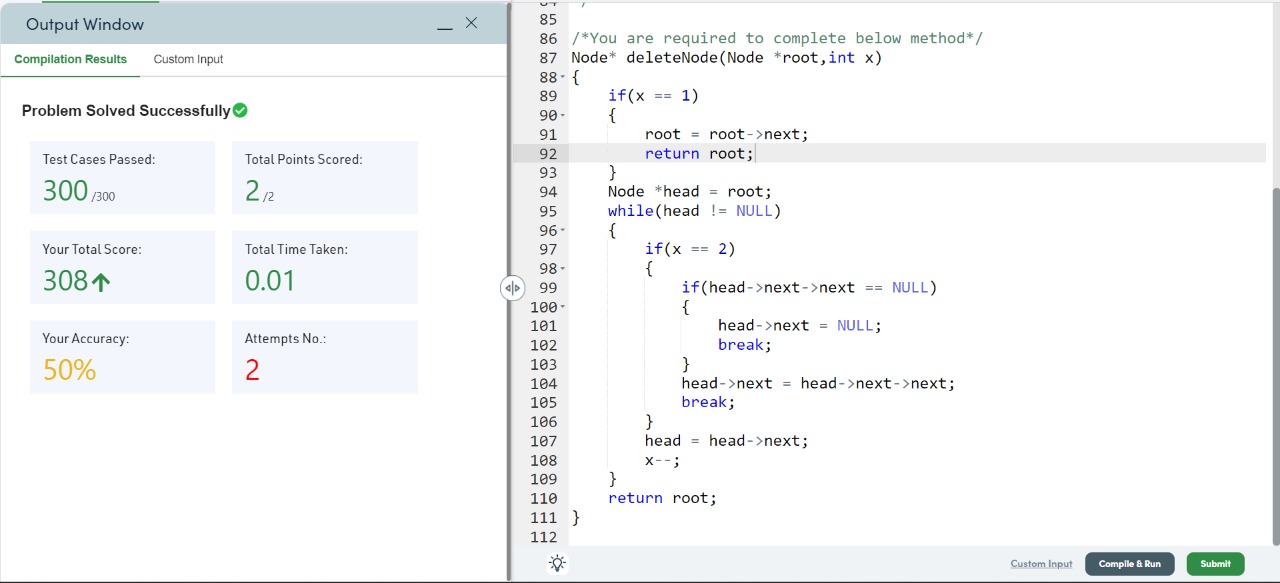 Output Window
Compilation Results Custom Input
Problem Solved Successfully
Test Cases Passed:
300 /300
Total Points Scored:
2 /2
Your Total Score:
308
Total Time Taken:
0.01
Your Accuracy:
50%
Attempts No.:
2
85
86 /*You are required to complete below method*/
87 Node* deleteNode(Node *root,int x)
88 {
89 if(x == 1)
90 {
91 root = root->next;
92 return root;
93 }
94 Node *head = root;
95 while(head != NULL)
96 {
97 if(x == 2)
98 {
99 if(head->next->next == NULL)
100 {
101 head->next = NULL;
102 break;
103 }
104 head->next = head->next->next;
105 break;
106 }
107 head = head->next;
108 x--;
109 }
110 return root;
111 }
112
Custom Input Compile & Run Submit